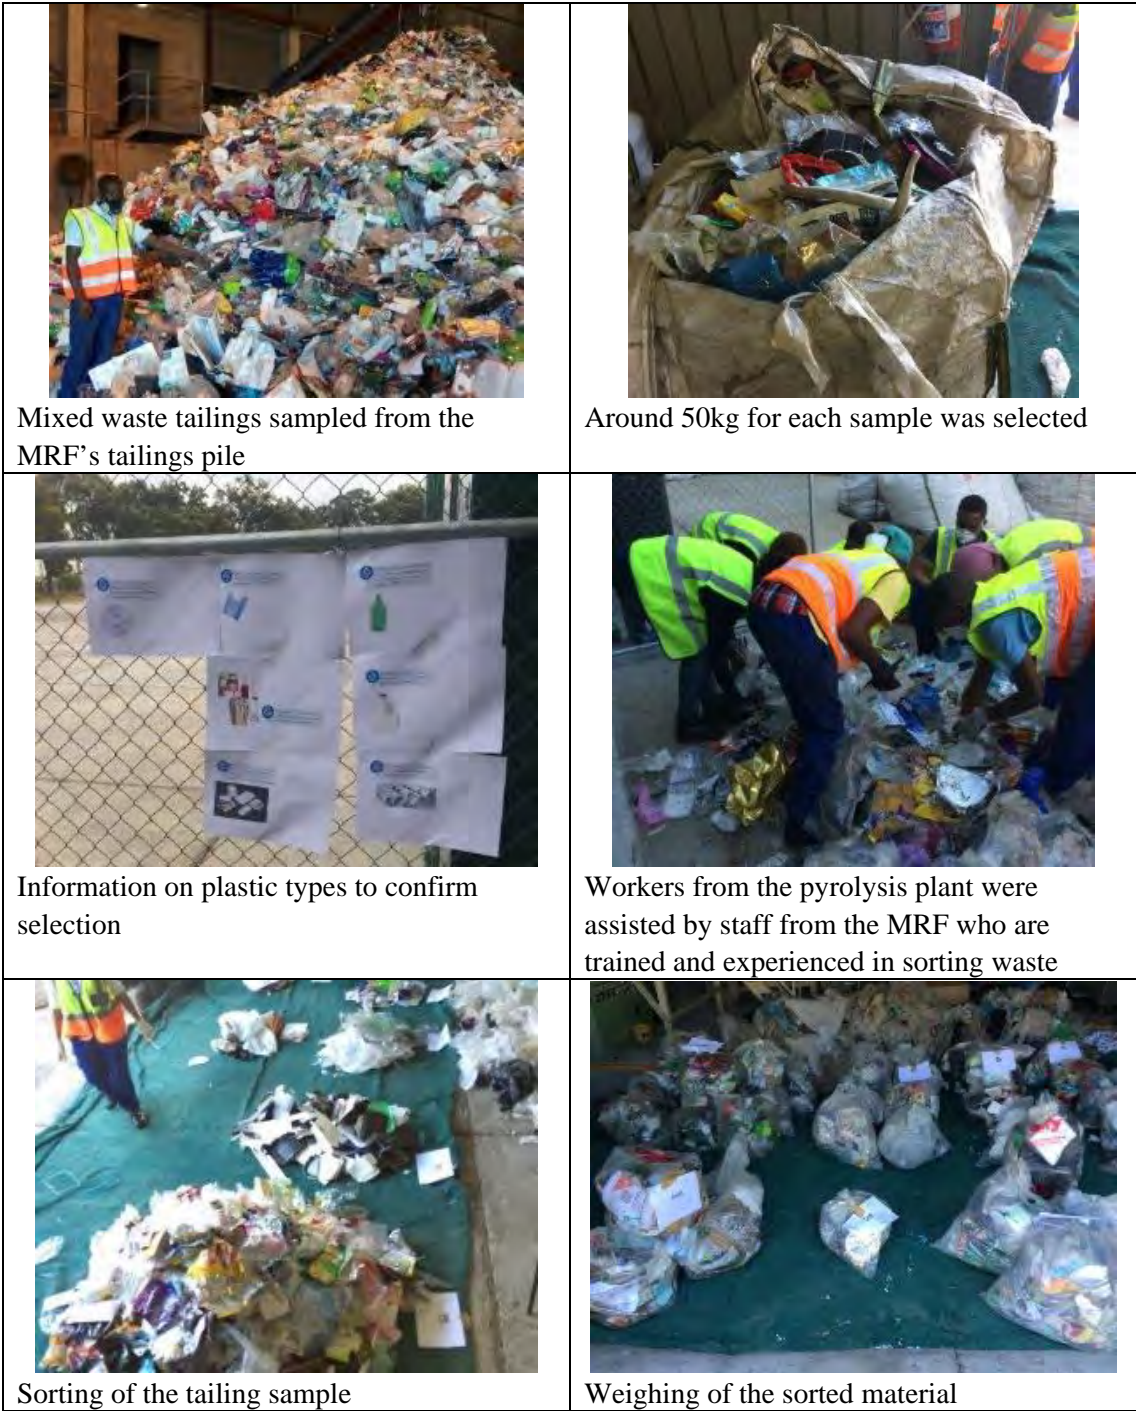 Mixed waste tailings sampled from the
MRF's tailings pile
Around 50kg for each sample was selected
Information on plastic types to confirm
selection
Workers from the pyrolysis plant were
assisted by staff from the MRF who are
trained and experienced in sorting waste
Sorting of the tailing sample
Weighing of the sorted material